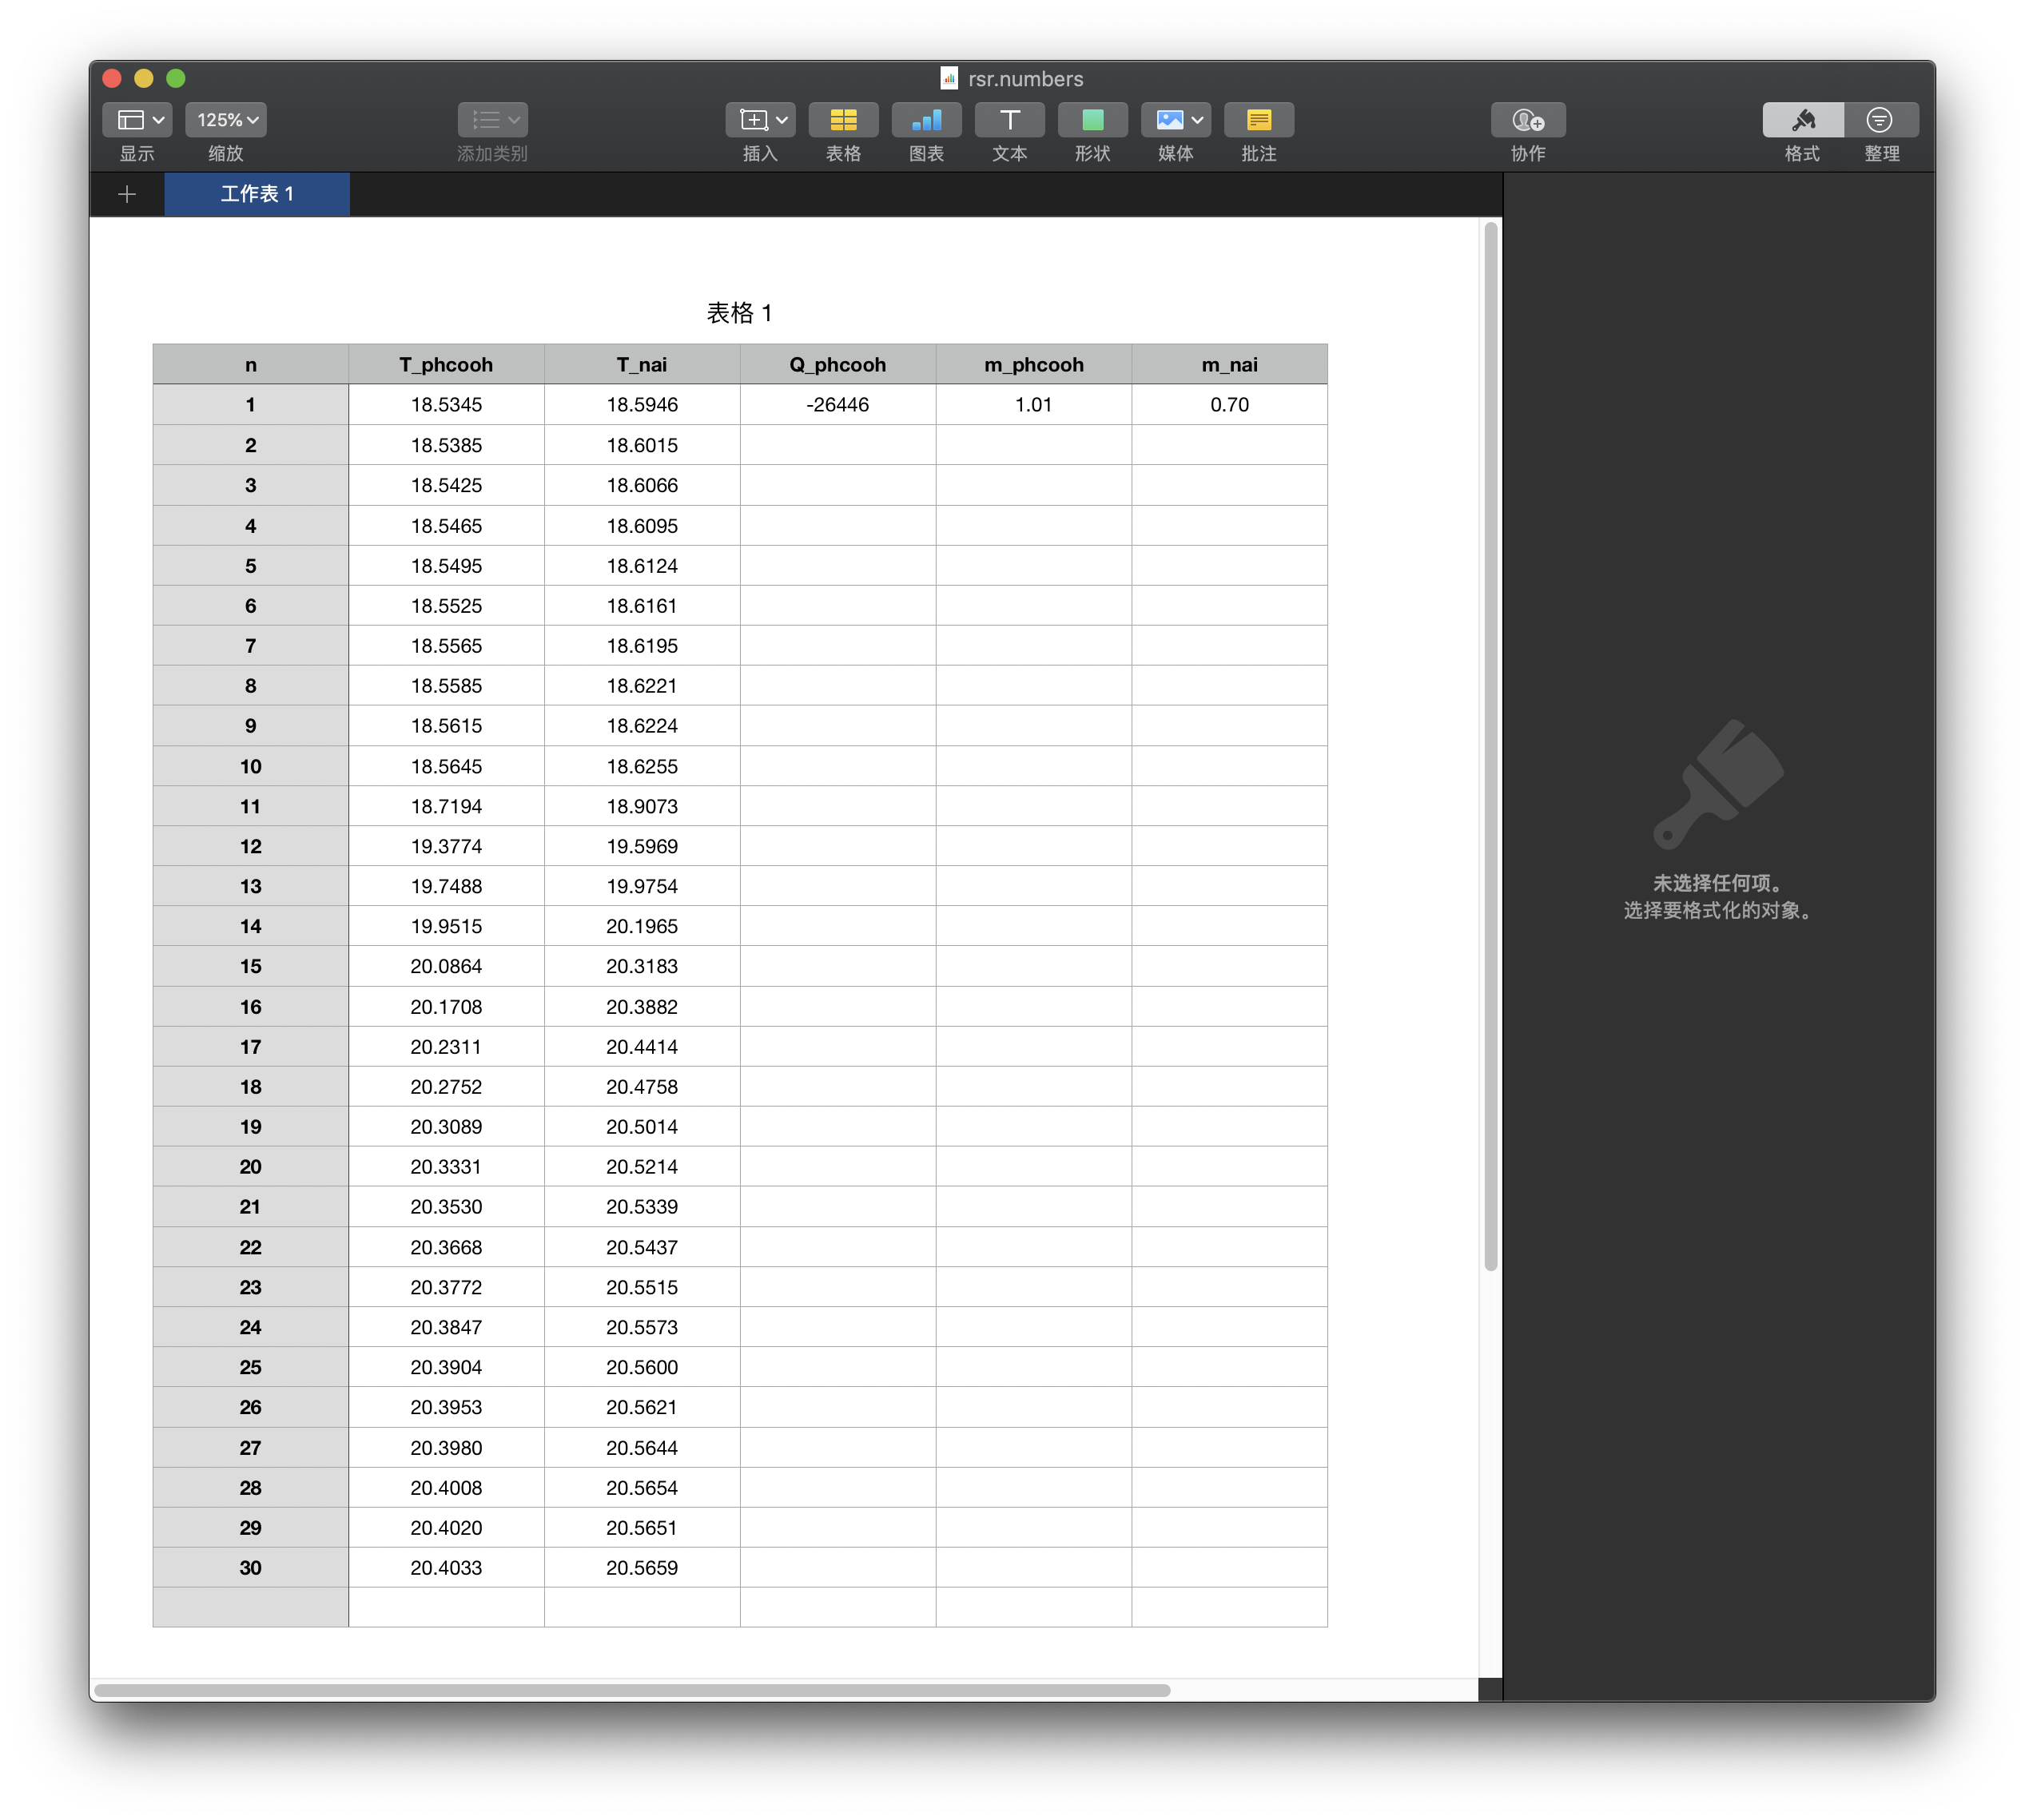 rsr.numbers
125%
显示 缩放 添加类别 插入 表格 图表 文本 形状 媒体 批注 协作 格式 整理
工作表 1
表格 1
n T_phcooh T_nai Q_phcooh m_phcooh m_nai
1 18.5345 18.5946 -26446 1.01 0.70
2 18.5385 18.6015
3 18.5425 18.6066
4 18.5465 18.6095
5 18.5495 18.6124
6 18.5525 18.6161
7 18.5565 18.6195
8 18.5585 18.6221
9 18.5615 18.6224
10 18.5645 18.6255
11 18.7194 18.9073
12 19.3774 19.5969
13 19.7488 19.9754
14 19.9515 20.1965
15 20.0864 20.3183
16 20.1708 20.3882
17 20.2311 20.4414
18 20.2752 20.4758
19 20.3089 20.5014
20 20.3331 20.5214
21 20.3530 20.5339
22 20.3668 20.5437
23 20.3772 20.5515
24 20.3847 20.5573
25 20.3904 20.5600
26 20.3953 20.5621
27 20.3980 20.5644
28 20.4008 20.5654
29 20.4020 20.5651
30 20.4033 20.5659
未选择任何项。
选择要格式化的对象。